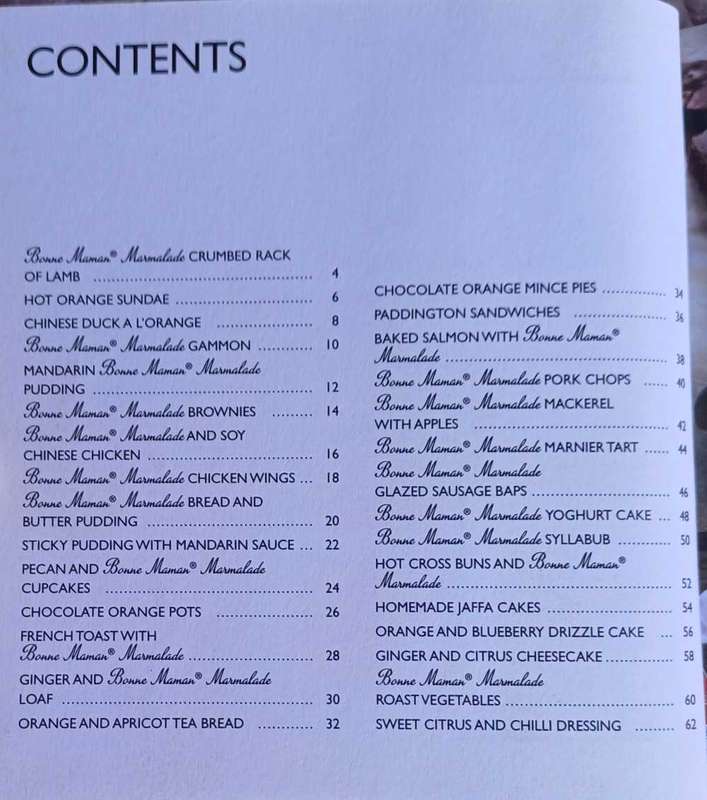 CONTENTS
Bonne Maman® Marmalade CRUMBED RACK
OF LAMB ........................................ 4
HOT ORANGE SUNDAE ......................... 6
CHINESE DUCK A L'ORANGE ................. 8
Bonne Maman® Marmalade GAMMON ............ 10
MANDARIN Bonne Maman® Marmalade
PUDDING ........................................ 12
Bonne Maman® Marmalade BROWNIES ......... 14
Bonne Maman® Marmalade AND SOY
CHINESE CHICKEN .............................. 16
Bonne Maman® Marmalade CHICKEN WINGS ... 18
Bonne Maman® Marmalade BREAD AND
BUTTER PUDDING .............................. 20
STICKY PUDDING WITH MANDARIN SAUCE ... 22
PECAN AND Bonne Maman® Marmalade
CUPCAKES ...................................... 24
CHOCOLATE ORANGE POTS ................. 26
FRENCH TOAST WITH
Bonne Maman® Marmalade ....................... 28
GINGER AND Bonne Maman® Marmalade
LOAF ............................................. 30
ORANGE AND APRICOT TEA BREAD .......... 32
CHOCOLATE ORANGE MINCE PIES ............. 34
PADDINGTON SANDWICHES ................. 36
BAKED SALMON WITH Bonne Maman®
Marmalade ........................................ 38
Bonne Maman® Marmalade PORK CHOPS ...... 40
Bonne Maman® Marmalade MACKEREL
WITH APPLES ................................... 42
Bonne Maman® Marmalade MARNIER TART ...... 44
Bonne Maman® Marmalade
GLAZED SAUSAGE BAPS ......................... 46
Bonne Maman® Marmalade YOGHURT CAKE ... 48
Bonne Maman® Marmalade SYLLABUB ........... 50
HOT CROSS BUNS AND Bonne Maman®
Marmalade ........................................ 52
HOMEMADE JAFFA CAKES ....................... 54
ORANGE AND BLUEBERRY DRIZZLE CAKE ... 56
GINGER AND CITRUS CHEESECAKE ............. 58
Bonne Maman® Marmalade
ROAST VEGETABLES .............................. 60
SWEET CITRUS AND CHILLI DRESSING ......... 62